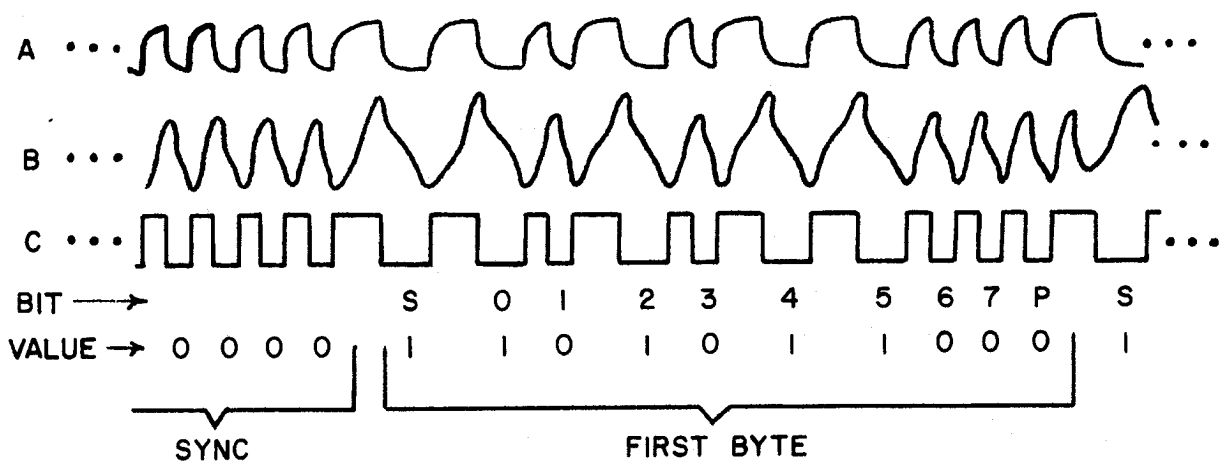 A • • •
• • •
B • • •
• • •
C • • •
• • •
BIT → S 0 1 2 3 4 5 6 7 P S
VALUE → 0 0 0 0 1 1 0 1 0 1 1 0 0 0 1
SYNC FIRST BYTE